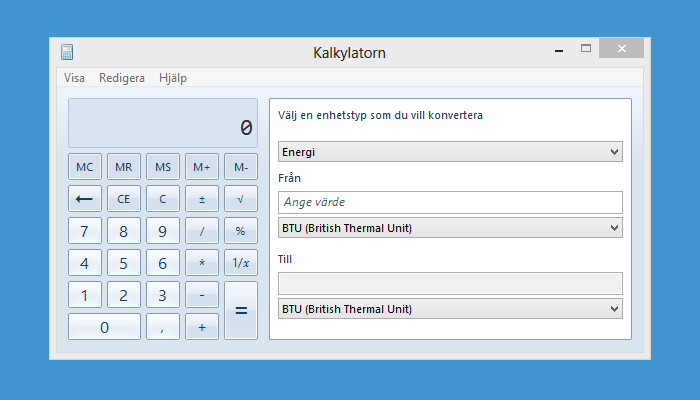 Kalkylatorn
Visa Redigera Hjälp
0
MC MR MS M+ M-
← CE C ± √
7 8 9 / %
4 5 6 * 1/x
1 2 3 - =
0 , +
Välj en enhetstyp som du vill konvertera
Energi
Från
Ange värde
BTU (British Thermal Unit)
Till
BTU (British Thermal Unit)